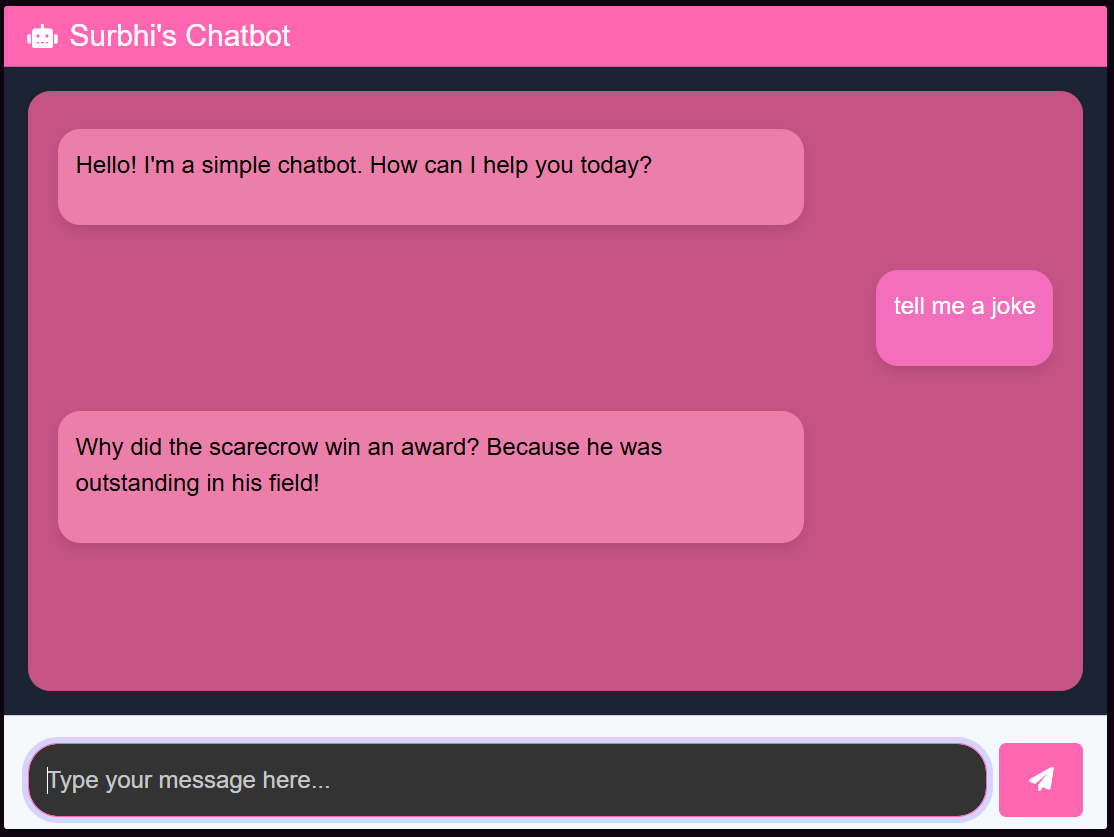 Surbhi's Chatbot
Hello! I'm a simple chatbot. How can I help you today?
tell me a joke
Why did the scarecrow win an award? Because he was
outstanding in his field!
Type your message here...